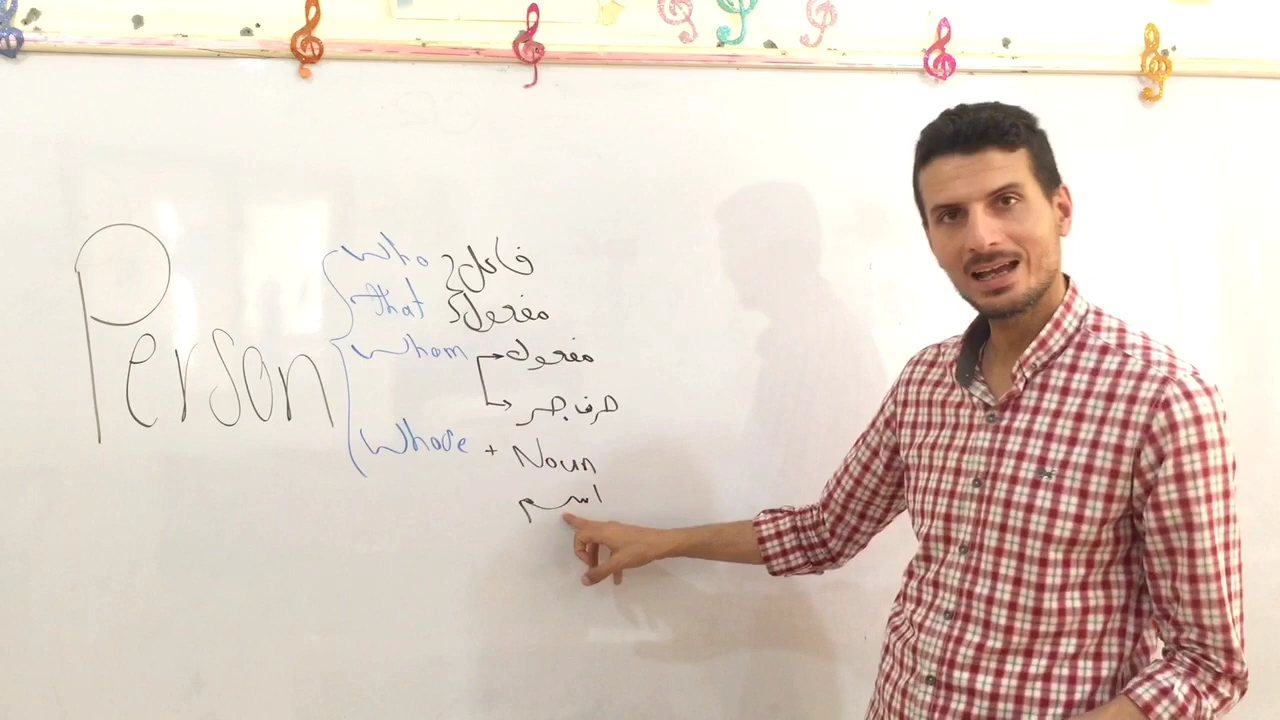 Person
Who فاعل
that مفعول
Whom مفعول
حرف جر
Whose + Noun
اسم